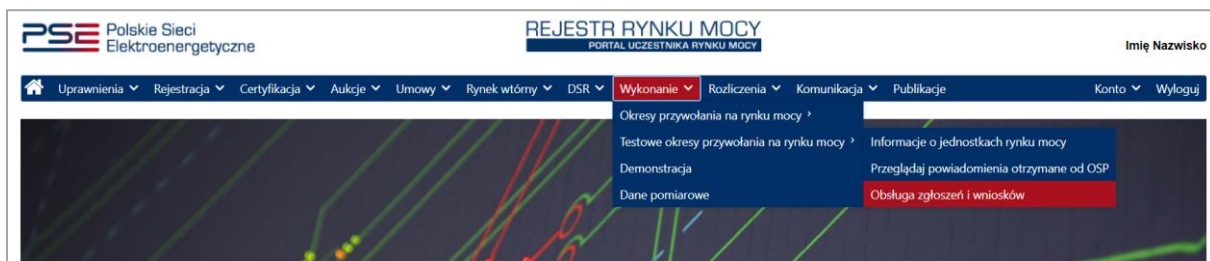 PSE Polskie Sieci
Elektroenergetyczne
REJESTR RYNKU MOCY
PORTAL UCZESTNIKA RYNKU MOCY
Imię Nazwisko
Uprawnienia Rejestracja Certyfikacja Aukcje Umowy Rynek wtórny DSR Wykonanie Rozliczenia Komunikacja Publikacje Konto Wyloguj
Okresy przywołania na rynku mocy
Testowe okresy przywołania na rynku mocy Informacje o jednostkach rynku mocy
Demonstracja Przeglądaj powiadomienia otrzymane od OSP
Dane pomiarowe Obsługa zgłoszeń i wniosków